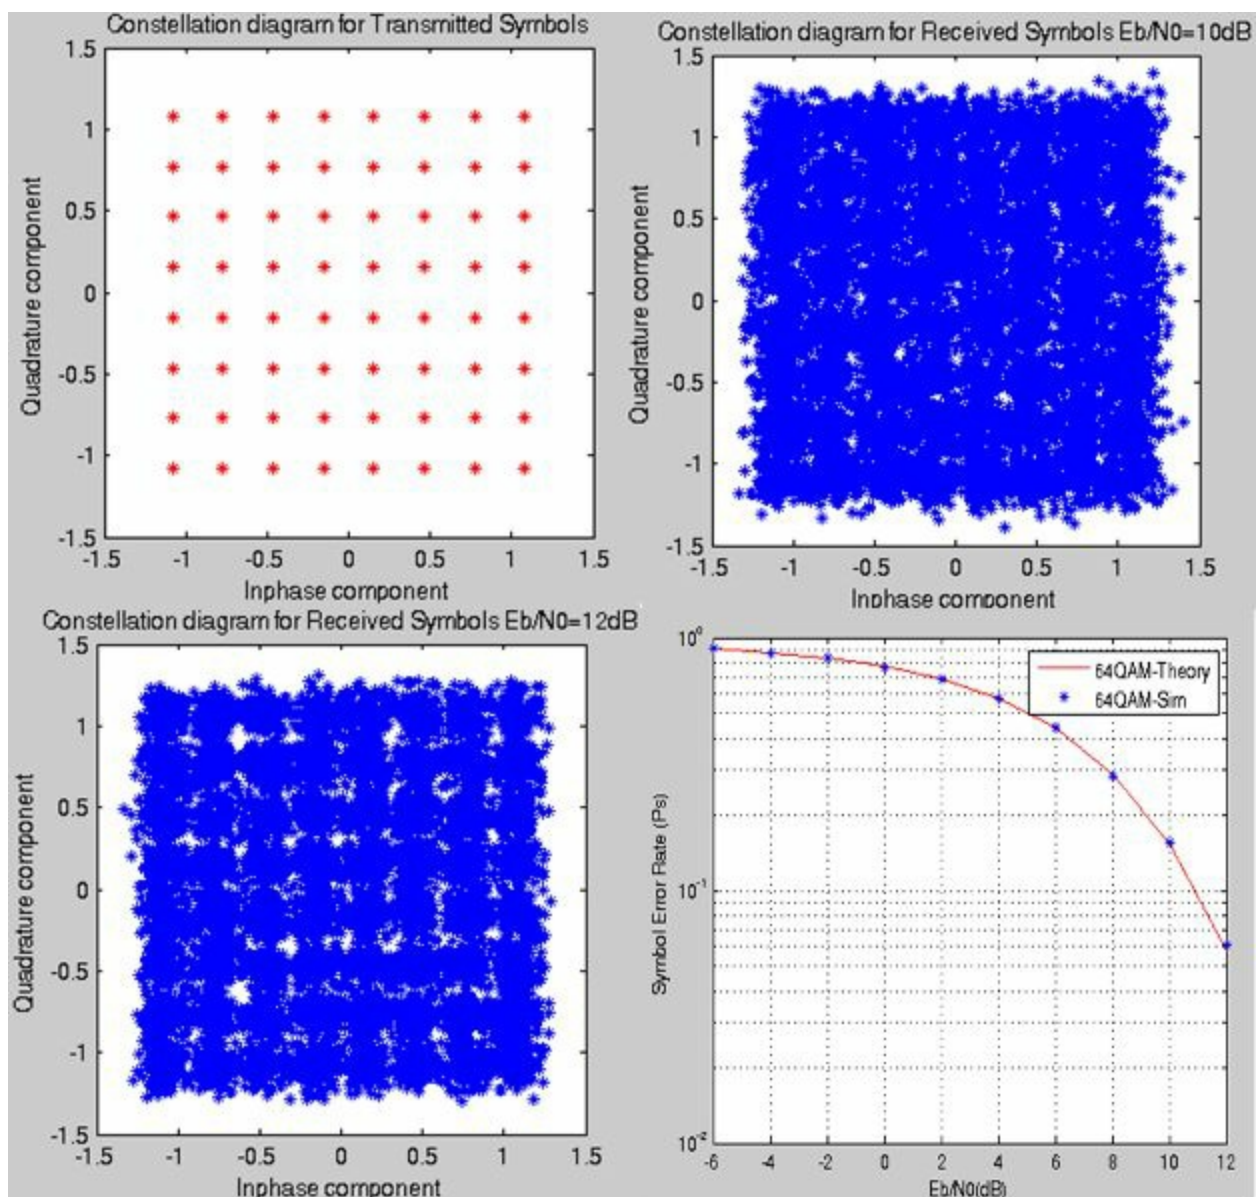 Constellation diagram for Transmitted Symbols
1.5
1
0.5
0
-0.5
-1
-1.5
Quadrature component
-1.5 -1 -0.5 0 0.5 1 1.5
Inphase component
Constellation diagram for Received Symbols Eb/N0=10dB
1.5
1
0.5
0
-0.5
-1
-1.5
Quadrature component
-1.5 -1 -0.5 0 0.5 1 1.5
Inphase component
Constellation diagram for Received Symbols Eb/N0=12dB
1.5
1
0.5
0
-0.5
-1
-1.5
Quadrature component
-1.5 -1 -0.5 0 0.5 1 1.5
Inphase component
10^0
10^-1
10^-2
Symbol Error Rate (Ps)
64QAM-Theory
64QAM-Sim
-6 -4 -2 0 2 4 6 8 10 12
Eb/N0(dB)